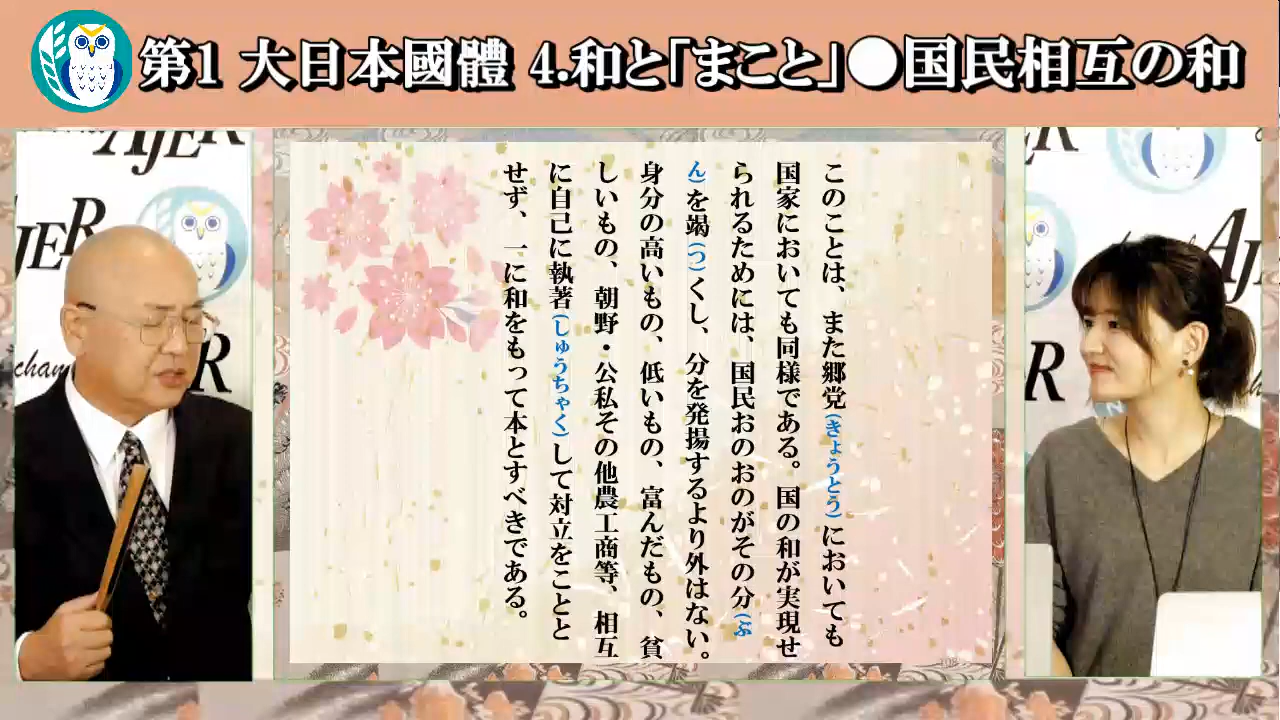 第1 大日本國體 4.和と「まこと」●国民相互の和
AJER
AJER
chan
R
このことは、また郷党(きょうとう)においても
国家においても同様である。国の和が実現せ
られるためには、国民おのおのがその分(ぶ
ん)を竭(つ)くし、分を発揚するより外はない。
身分の高いもの、低いもの、富んだもの、貧
しいもの、朝野・公私その他農工商等、相互
に自己に執著(しゅうちゃく)して対立をことと
せず、一に和をもって本とすべきである。
ER
AJ
R